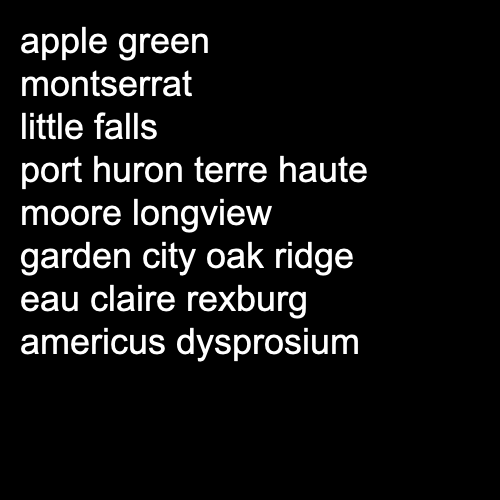 apple green
montserrat
little falls
port huron terre haute
moore longview
garden city oak ridge
eau claire rexburg
americus dysprosium